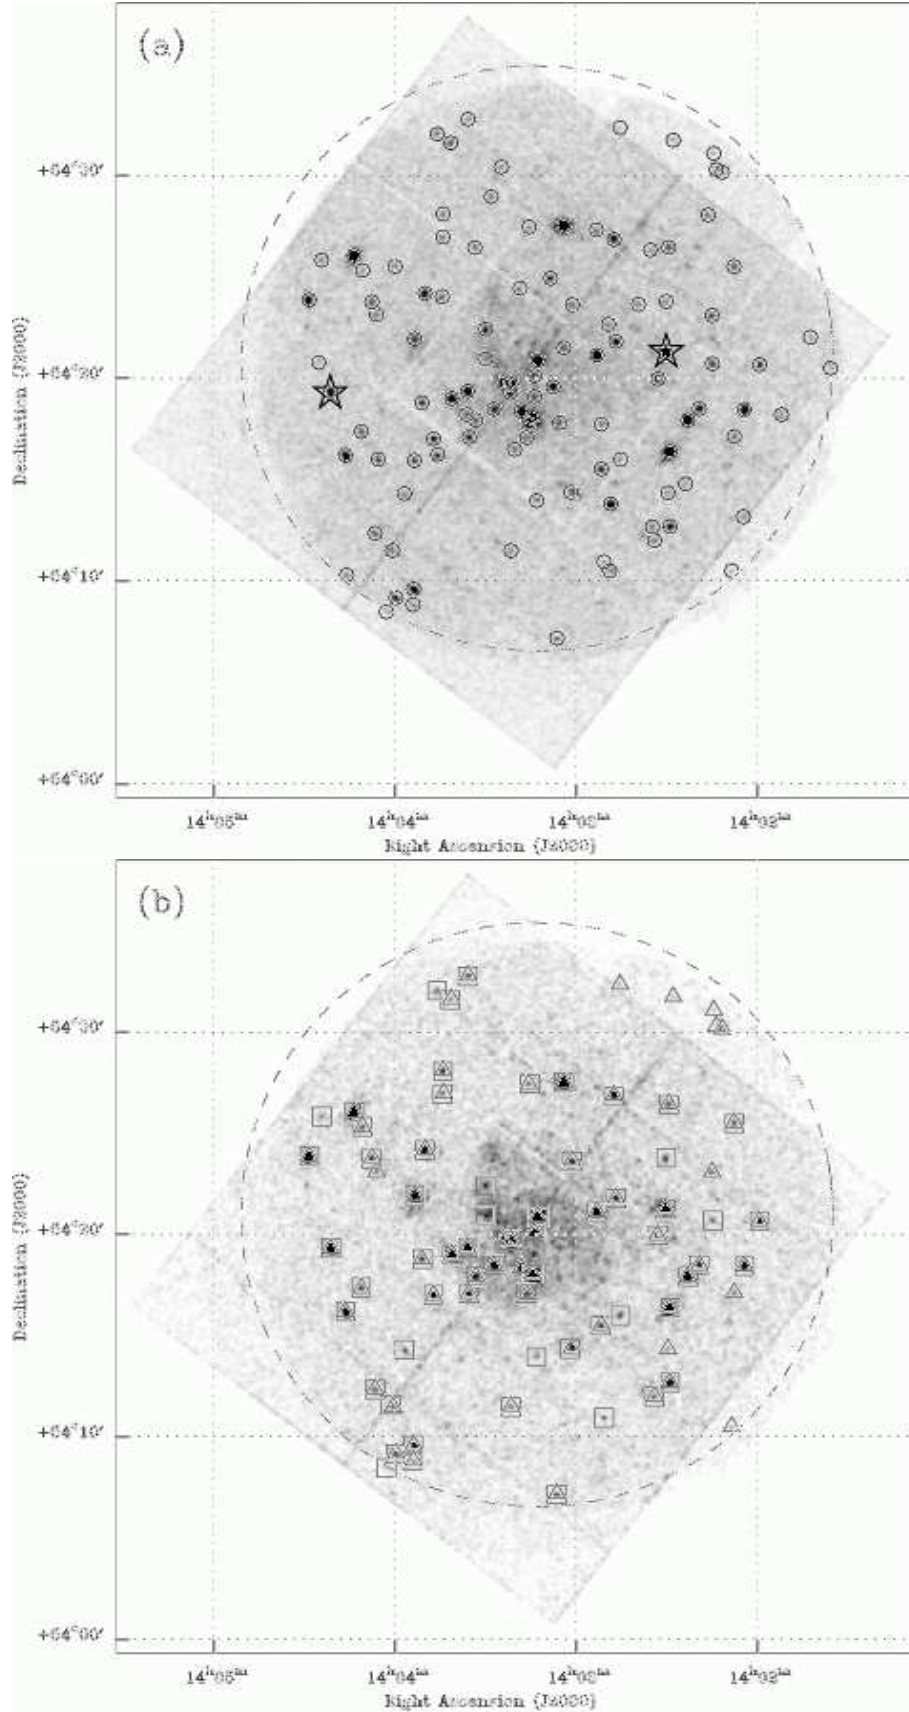 (a)
+54°30′
+54°20′
+54°10′
+54°00′
Declination (J2000)
14ʰ05ᵐ 14ʰ04ᵐ 14ʰ03ᵐ 14ʰ02ᵐ
Right Ascension (J2000)
(b)
+54°30′
+54°20′
+54°10′
+54°00′
Declination (J2000)
14ʰ05ᵐ 14ʰ04ᵐ 14ʰ03ᵐ 14ʰ02ᵐ
Right Ascension (J2000)